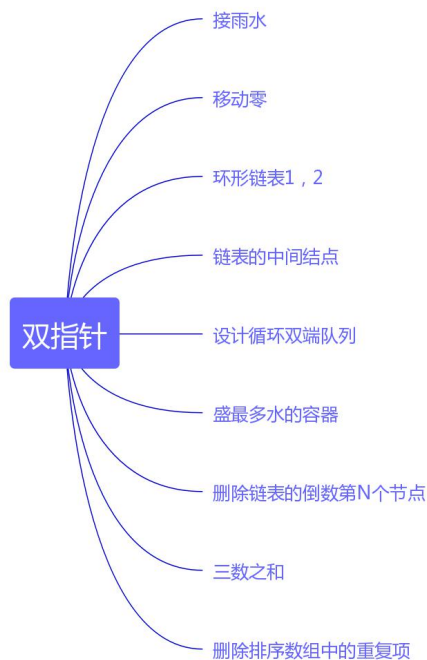 接雨水
移动零
环形链表1，2
链表的中间结点
双指针
设计循环双端队列
盛最多水的容器
删除链表的倒数第N个节点
三数之和
删除排序数组中的重复项